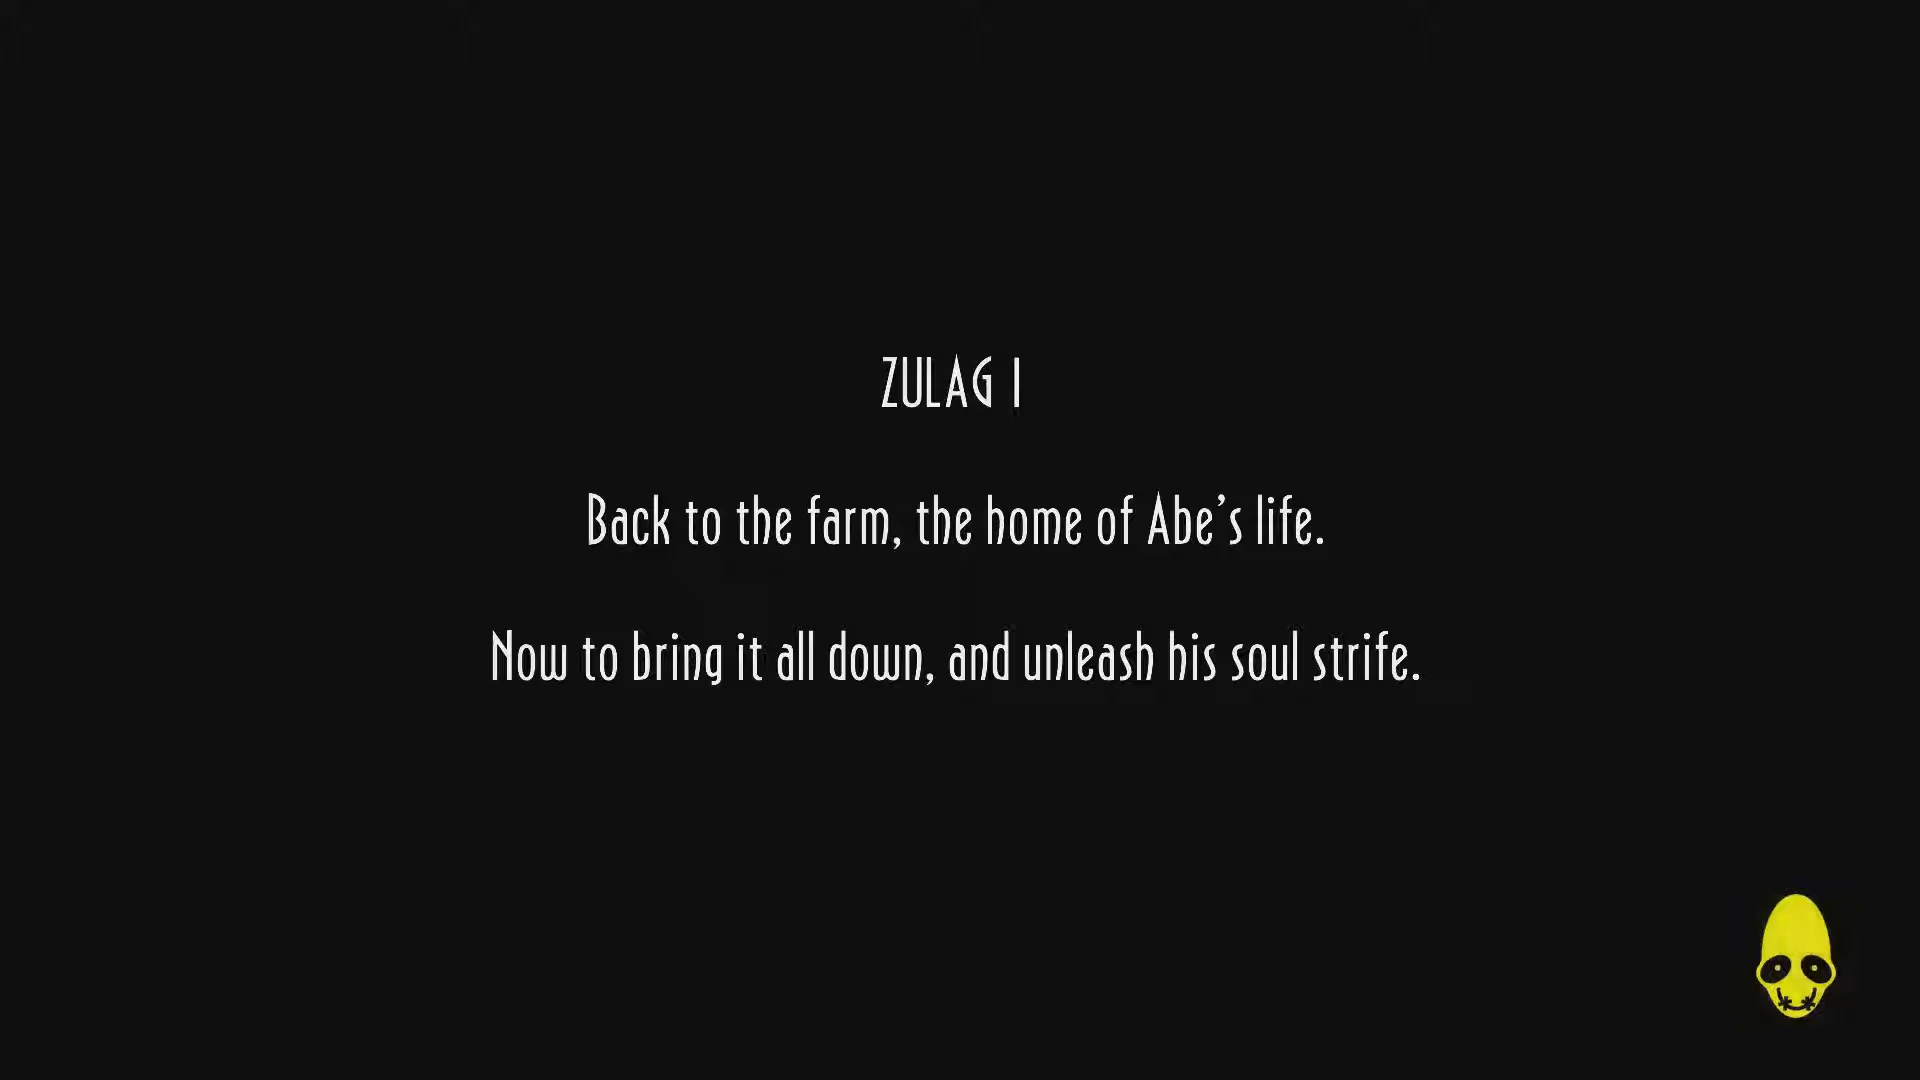 ZULAG 1
Back to the farm, the home of Abe’s life.
Now to bring it all down, and unleash his soul strife.